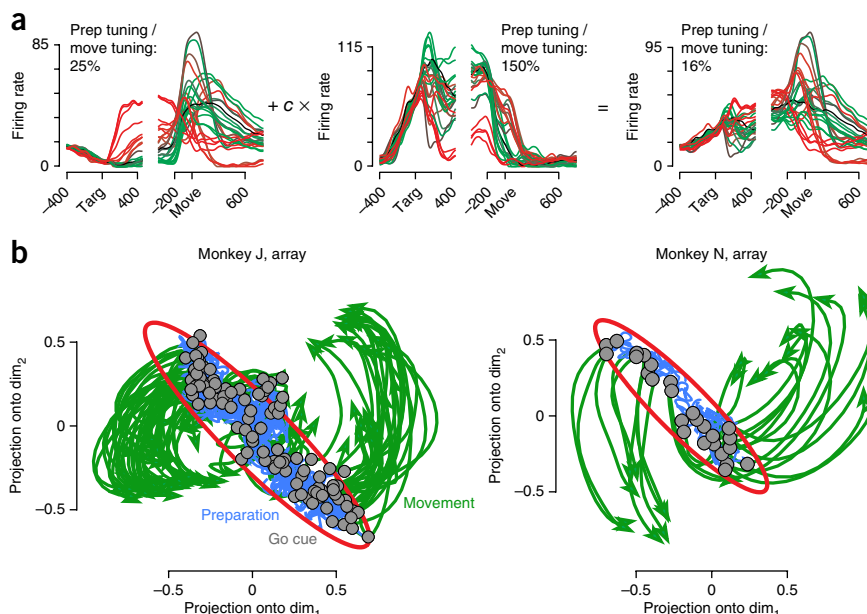 a
Prep tuning /
move tuning:
25%
85
0
Firing rate
–400
Targ
400
–200
Move
600
+ c ×
Prep tuning /
move tuning:
150%
115
0
Firing rate
–400
Targ
400
–200
Move
600
=
Prep tuning /
move tuning:
16%
95
0
Firing rate
–400
Targ
400
–200
Move
600
b
Monkey J, array
0.5
0
–0.5
Projection onto dim2
Preparation
Go cue
Movement
–0.5
0
0.5
Projection onto dim1
Monkey N, array
0.5
0
–0.5
Projection onto dim2
–0.5
0
0.5
Projection onto dim1